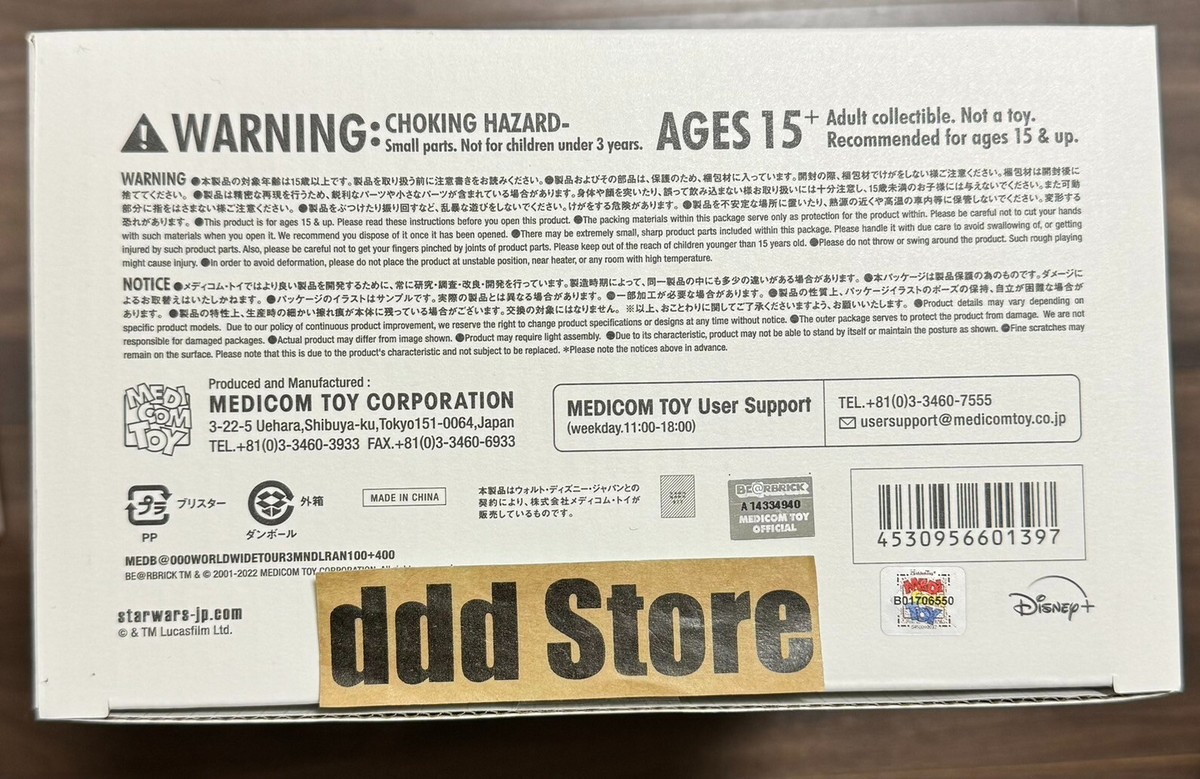 WARNING: CHOKING HAZARD-
Small parts. Not for children under 3 years.
AGES 15+ Adult collectible. Not a toy.
Recommended for ages 15 & up.
WARNING ●本製品の対象年齢は15歳以上です。製品を取り扱う前に注意書きをお読みください。●製品およびその部品は、保護のため、梱包材に入っています。開封の際、梱包材でけがをしない様ご注意ください。梱包材は開封後に
捨ててください。●製品は精密な再現を行うため、鋭利なパーツや小さなパーツが含まれている場合があります。身体や顔を突いたり、誤って飲み込まない様お取り扱いには十分注意し、15歳未満のお子様には与えないでください。また可動
部分に指をはさまない様ご注意ください。●製品をぶつけたり振り回すなど、乱暴な遊びをしないでください。けがをする危険があります。●製品を不安定な場所に置いたり、熱源の近くや高温の車内等に保管しないでください。変形する
恐れがあります。●This product is for ages 15 & up. Please read these instructions before you open this product. ●The packing materials within this package serve only as protection for the product within. Please be careful not to cut your hands
with such materials when you open it. We recommend you dispose of it once it has been opened. ●There may be extremely small, sharp product parts included within this package. Please handle it with due care to avoid swallowing of, or getting
injured by such product parts. Also, please be careful not to get your fingers pinched by joints of product parts. Please keep out of the reach of children younger than 15 years old. ●Please do not throw or swing around the product. Such rough playing
might cause injury. ●In order to avoid deformation, please do not place the product at unstable position, near heater, or any room with high temperature.
NOTICE ●メディコム・トイではより良い製品を開発するために、常に研究・調査・改良・開発を行っています。製造時期によって、同一製品の中にも多少の違いがある場合があります。●本パッケージは製品保護の為のものです。ダメージに
よるお取替えはいたしかねます。●パッケージのイラストはサンプルです。実際の製品とは異なる場合があります。●一部加工が必要な場合があります。●製品の性質上、パッケージイラストのポーズの保持、自立が困難な場合が
あります。●製品の特性上、生産時の細かい擦れ痕が本体に残っている場合がございます。交換の対象にはなりません。※以上、おことわりに関してご了承くださいますよう、お願いいたします。●Product details may vary depending on
specific product models. Due to our policy of continuous product improvement, we reserve the right to change product specifications or designs at any time without notice. ●The outer package serves to protect the product from damage. We are not
responsible for damaged packages. ●Actual product may differ from image shown. ●Product may require light assembly. ●Due to its characteristic, product may not be able to stand by itself or maintain the posture as shown. ●Fine scratches may
remain on the surface. Please note that this is due to the product's characteristic and not subject to be replaced. *Please note the notices above in advance.
MEDI COM TOY
Produced and Manufactured :
MEDICOM TOY CORPORATION
3-22-5 Uehara,Shibuya-ku,Tokyo151-0064,Japan
TEL.+81(0)3-3460-3933 FAX.+81(0)3-3460-6933
MEDICOM TOY User Support
(weekday.11:00-18:00)
TEL.+81(0)3-3460-7555
usersupport@medicomtoy.co.jp
プラ
ブリスター
PP
外箱
ダンボール
MADE IN CHINA
本製品はウォルト・ディズニー・ジャパンとの
契約により、株式会社メディコム・トイが
販売しているものです。
BE@RBRICK
A 14334940
MEDICOM TOY
OFFICIAL
4530956601397
MEDB@000WORLDWIDETOUR3MNDLRAN100+400
BE@RBRICK TM & © 2001-2022 MEDICOM TOY CORPORATION.
starwars-jp.com
© & TM Lucasfilm Ltd.
ddd Store
B01706550
Disney+